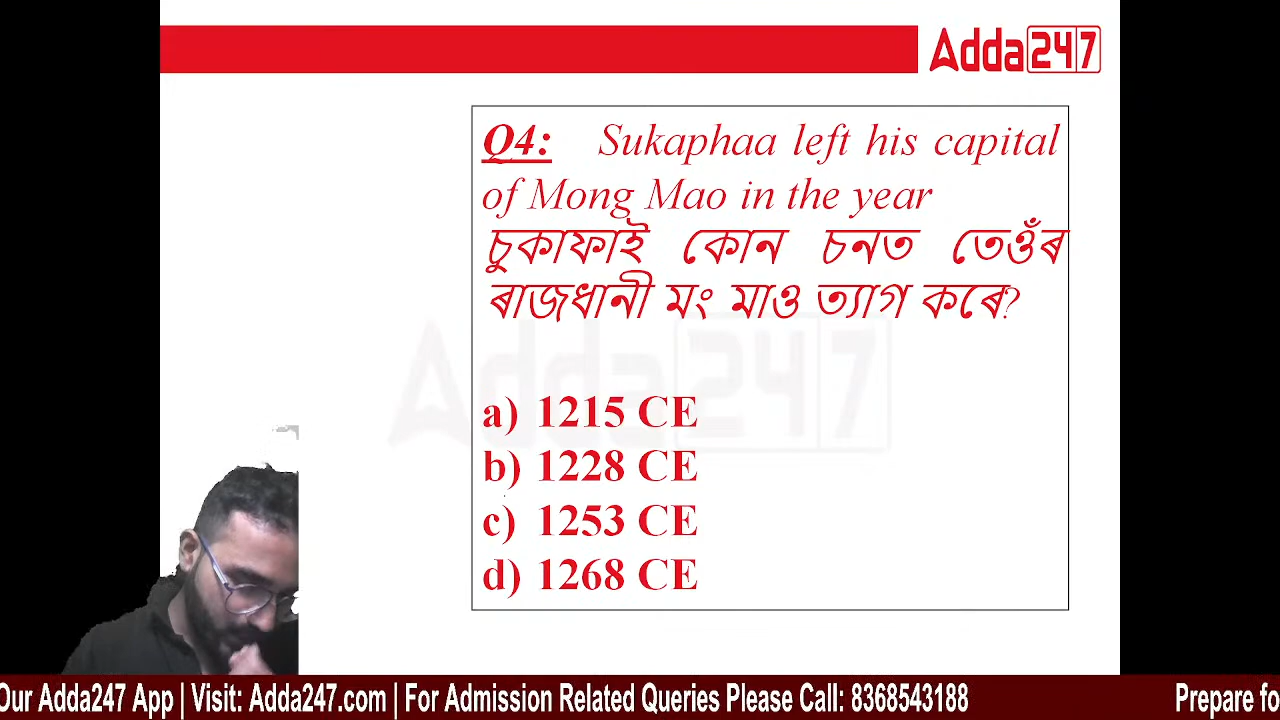 Adda247
Q4: Sukaphaa left his capital
of Mong Mao in the year
চুকাফাই কোন চনত তেওঁৰ
ৰাজধানী মং মাও ত্যাগ কৰে?
Adda247
a) 1215 CE
b) 1228 CE
c) 1253 CE
d) 1268 CE
Our Adda247 App | Visit: Adda247.com | For Admission Related Queries Please Call: 8368543188 Prepare fo